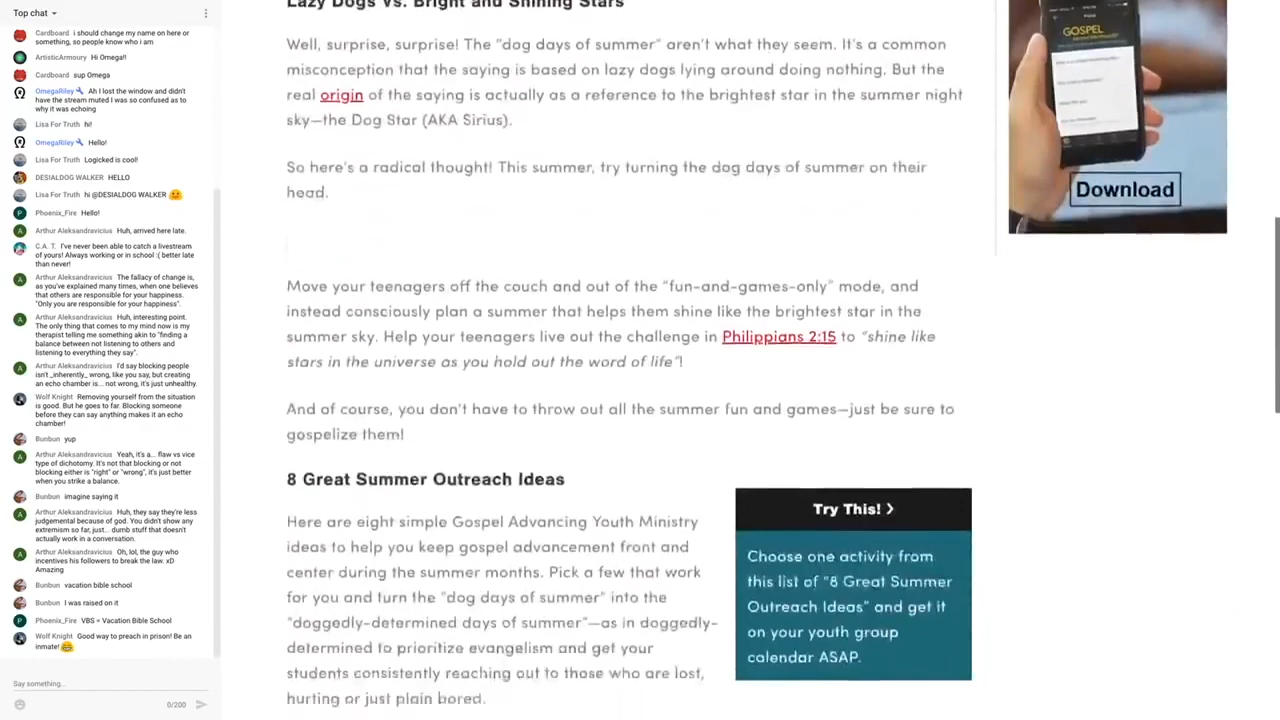 Top chat
Cardboard i should change my name on here or
something, so people know who i am
ArtisticArmoury Hi Omega!!
Cardboard sup Omega
OmegaRiley Ah I lost the window and didn't
have the stream muted I was so confused as to
why it was echoing
Lisa For Truth hi!
OmegaRiley Hello!
Lisa For Truth Logicked is cool!
DESIALDOG WALKER HELLO
Lisa For Truth hi @DESIALDOG WALKER
Phoenix_Fire Hello!
Arthur Aleksandravicius Huh, arrived here late.
C.A. T. I've never been able to catch a livestream
of yours! Always working or in school :( better late
than never!
Arthur Aleksandravicius The fallacy of change is,
as you've explained many times, when one believes
that others are responsible for your happiness.
"Only you are responsible for your happiness".
Arthur Aleksandravicius Huh, interesting point.
The only thing that comes to my mind now is my
therapist telling me something akin to "finding a
balance between not listening to others and
listening to everything they say".
Arthur Aleksandravicius I'd say blocking people
isn't _inherently_ wrong, like you say, but creating
an echo chamber is... not wrong, it's just unhealthy.
Wolf Knight Removing yourself from the situation
is good. But he goes to far. Blocking someone
before they can say anything makes it an echo
chamber!
Bunbun yup
Arthur Aleksandravicius Yeah, it's a... flaw vs vice
type of dichotomy. It's not that blocking or not
blocking either is "right" or "wrong", it's just better
when you strike a balance.
Bunbun imagine saying it
Arthur Aleksandravicius Huh, they say they're less
judgemental because of god. You didn't show any
extremism so far, just... dumb stuff that doesn't
actually work in a conversation.
Arthur Aleksandravicius Oh, lol, the guy who
incentives his followers to break the law. xD
Amazing
Bunbun vacation bible school
Bunbun I was raised on it
Phoenix_Fire VBS = Vacation Bible School
Wolf Knight Good way to preach in prison! Be an
inmate!
Say something...
0/200
Lazy Dogs Vs. Bright and Shining Stars
Well, surprise, surprise! The "dog days of summer" aren't what they seem. It's a common
misconception that the saying is based on lazy dogs lying around doing nothing. But the
real origin of the saying is actually as a reference to the brightest star in the summer night
sky—the Dog Star (AKA Sirius).
So here's a radical thought! This summer, try turning the dog days of summer on their
head.
Move your teenagers off the couch and out of the "fun-and-games-only" mode, and
instead consciously plan a summer that helps them shine like the brightest star in the
summer sky. Help your teenagers live out the challenge in Philippians 2:15 to "shine like
stars in the universe as you hold out the word of life"!
And of course, you don't have to throw out all the summer fun and games—just be sure to
gospelize them!
8 Great Summer Outreach Ideas
Here are eight simple Gospel Advancing Youth Ministry
ideas to help you keep gospel advancement front and
center during the summer months. Pick a few that work
for you and turn the "dog days of summer" into the
"doggedly-determined days of summer"—as in doggedly-
determined to prioritize evangelism and get your
students consistently reaching out to those who are lost,
hurting or just plain bored.
Try This! ❯
Choose one activity from
this list of "8 Great Summer
Outreach Ideas" and get it
on your youth group
calendar ASAP.
GOSPEL
Download